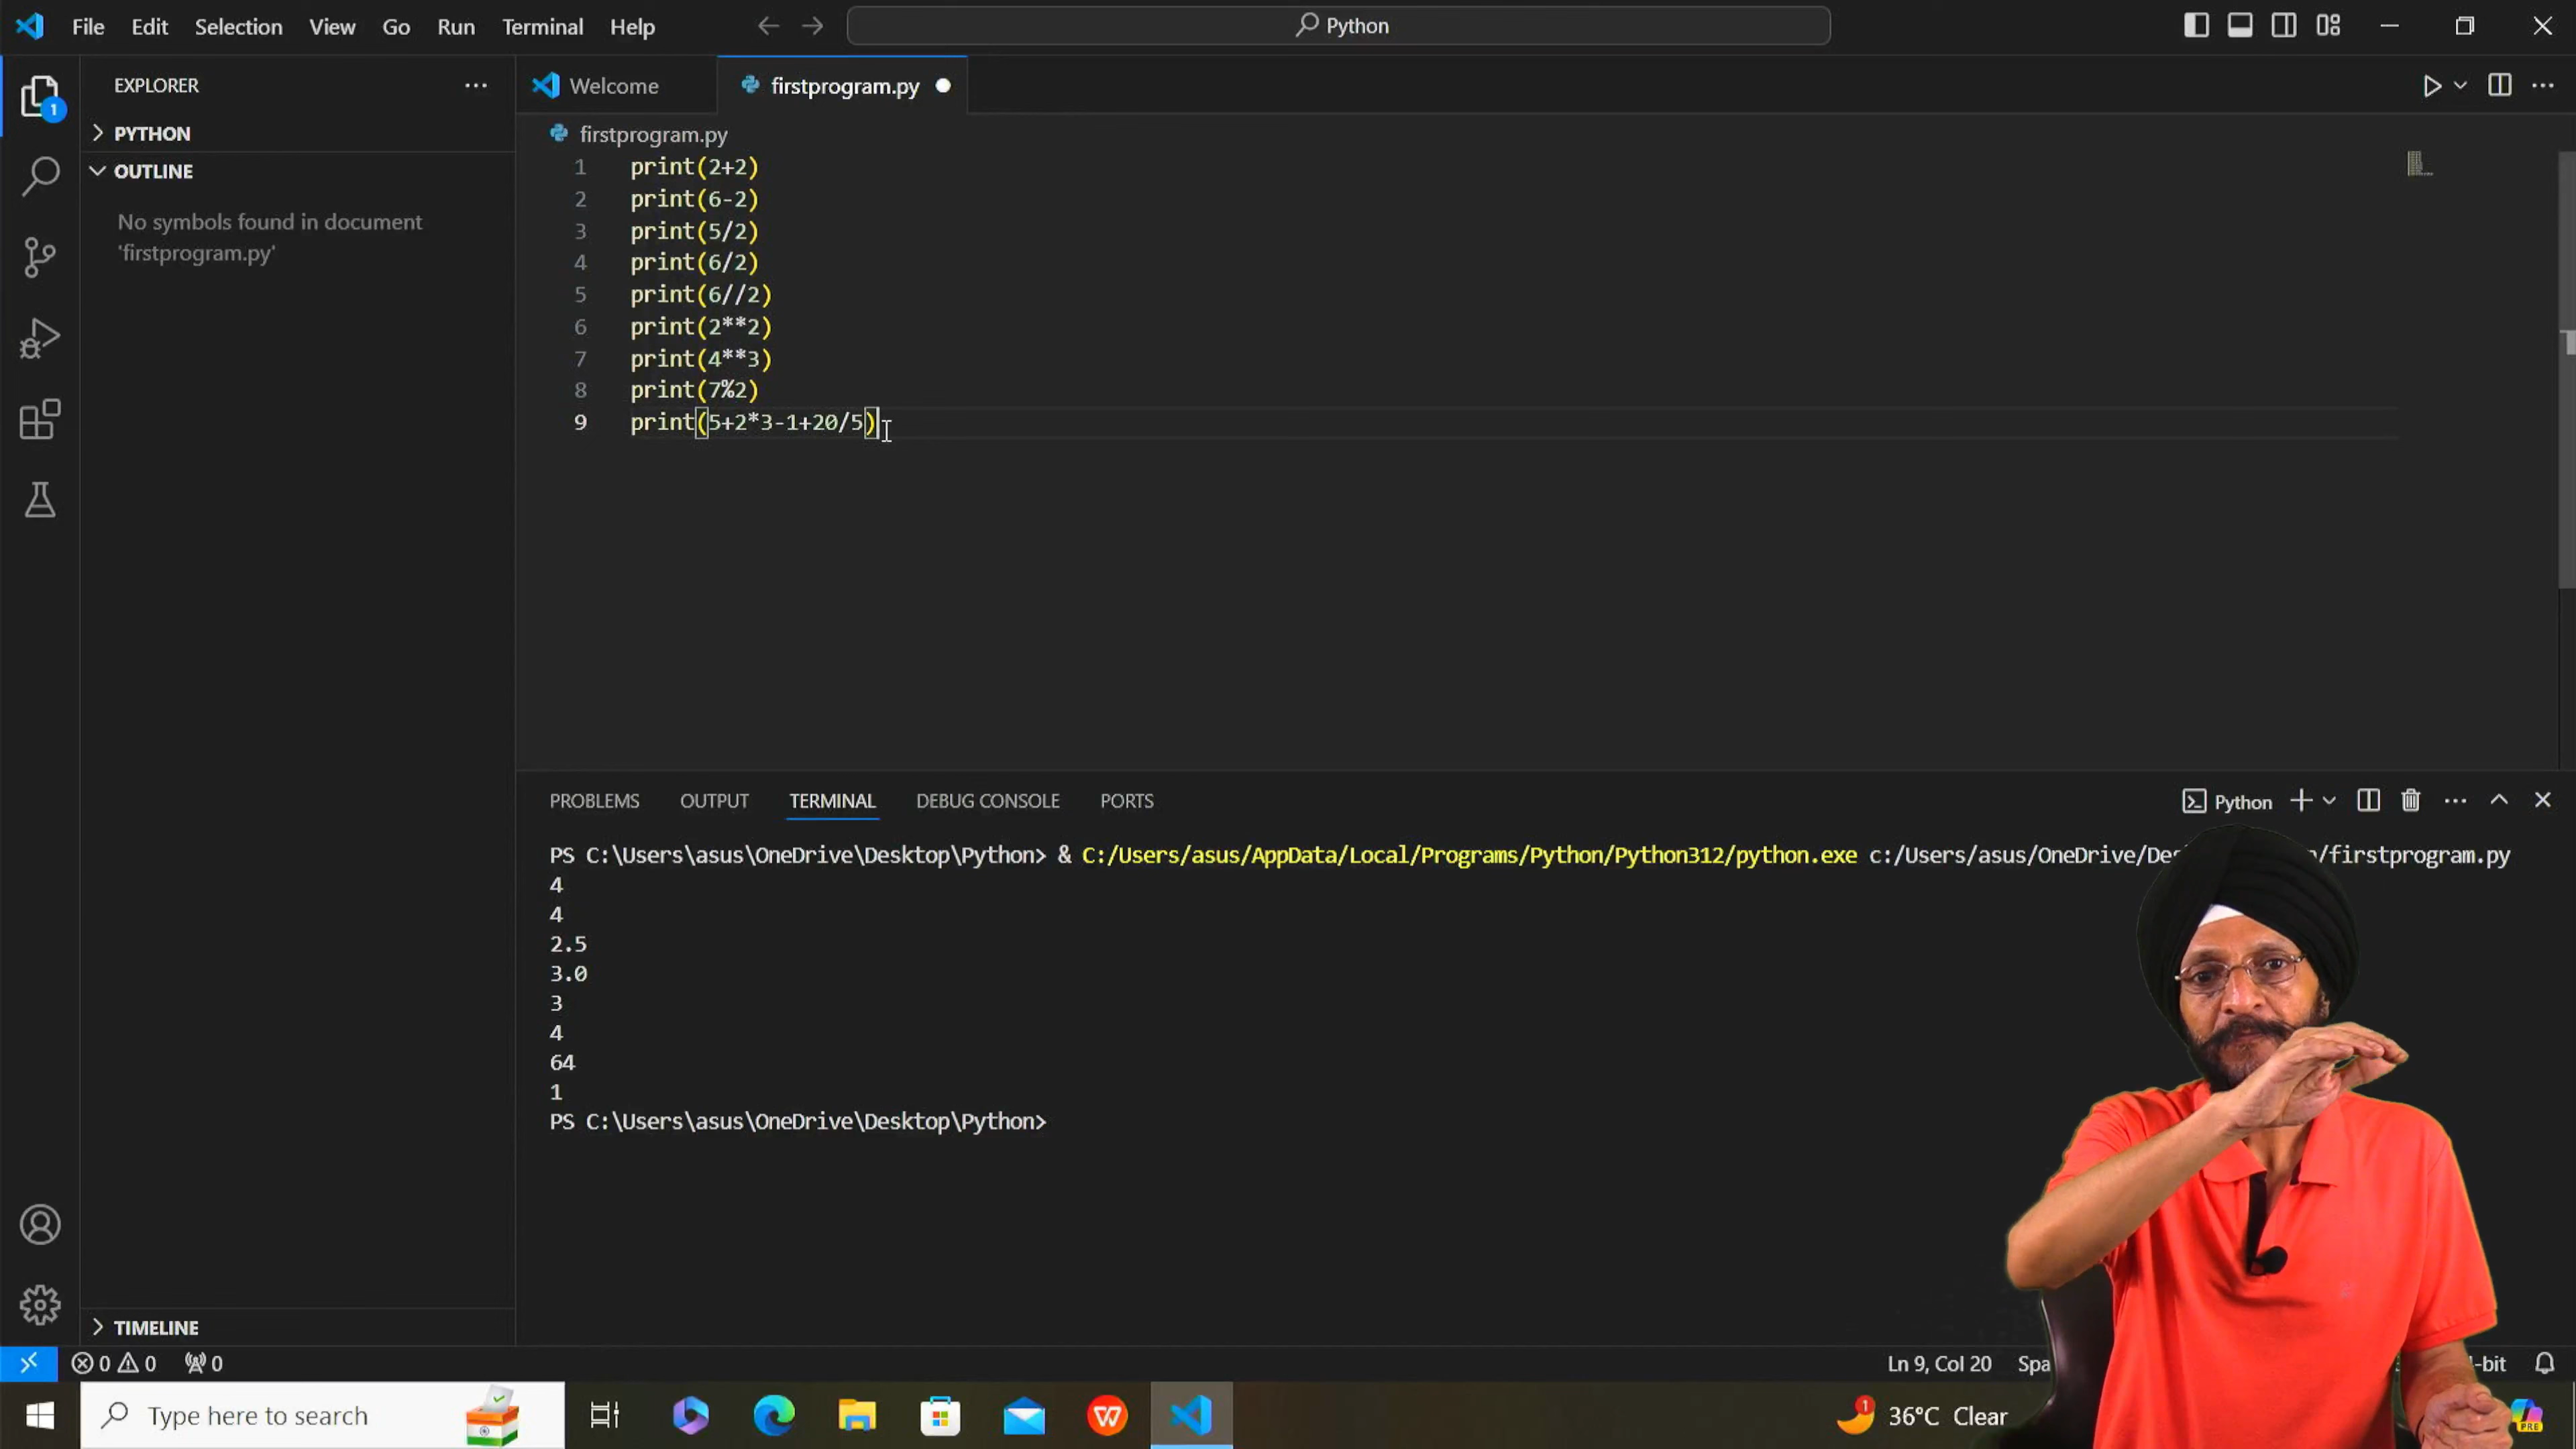 File Edit Selection View Go Run Terminal Help
Python
EXPLORER
PYTHON
OUTLINE
No symbols found in document
'firstprogram.py'
TIMELINE
Welcome
firstprogram.py
firstprogram.py
1 print(2+2)
2 print(6-2)
3 print(5/2)
4 print(6/2)
5 print(6//2)
6 print(2**2)
7 print(4**3)
8 print(7%2)
9 print(5+2*3-1+20/5)
PROBLEMS OUTPUT TERMINAL DEBUG CONSOLE PORTS
Python
PS C:\Users\asus\OneDrive\Desktop\Python> & C:/Users/asus/AppData/Local/Programs/Python/Python312/python.exe c:/Users/asus/OneDrive/Des /firstprogram.py
4
4
2.5
3.0
3
4
64
1
PS C:\Users\asus\OneDrive\Desktop\Python>
0 0 0
Ln 9, Col 20 Spa -bit
Type here to search
1
36°C Clear
PRE